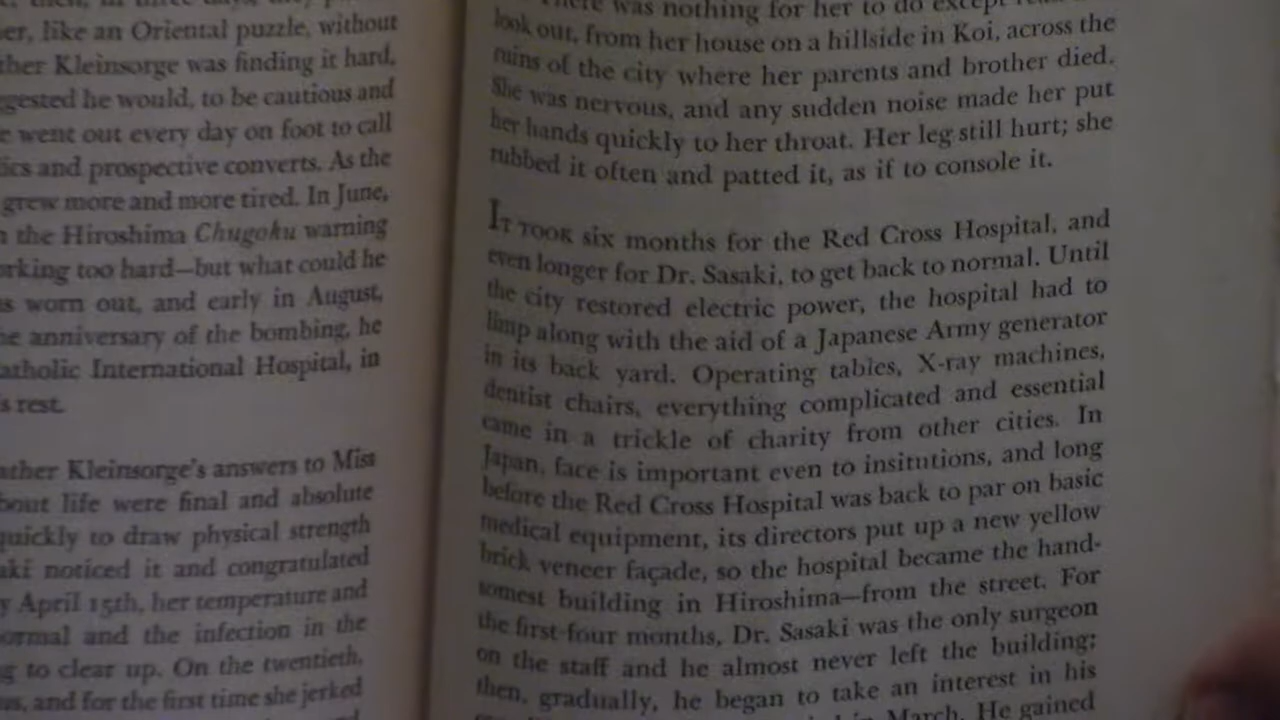 er, like an Oriental puzzle, without
ther Kleinsorge was finding it hard,
ggested he would, to be cautious and
e went out every day on foot to call
ics and prospective converts. As the
grew more and more tired. In June,
n the Hiroshima Chugoku warning
orking too hard—but what could he
s worn out, and early in August,
he anniversary of the bombing, he
atholic International Hospital, in
s rest.
ather Kleinsorge's answers to Miss
bout life were final and absolute
quickly to draw physical strength
aki noticed it and congratulated
y April 15th, her temperature and
ormal and the infection in the
g to clear up. On the twentieth,
ns, and for the first time she jerked
There was nothing for her to do except
look out, from her house on a hillside in Koi, across the
ruins of the city where her parents and brother died.
She was nervous, and any sudden noise made her put
her hands quickly to her throat. Her leg still hurt; she
rubbed it often and patted it, as if to console it.
IT TOOK six months for the Red Cross Hospital, and
even longer for Dr. Sasaki, to get back to normal. Until
the city restored electric power, the hospital had to
limp along with the aid of a Japanese Army generator
in its back yard. Operating tables, X-ray machines,
dentist chairs, everything complicated and essential
came in a trickle of charity from other cities. In
Japan, face is important even to insitutions, and long
before the Red Cross Hospital was back to par on basic
medical equipment, its directors put up a new yellow
brick veneer façade, so the hospital became the hand-
somest building in Hiroshima—from the street. For
the first four months, Dr. Sasaki was the only surgeon
on the staff and he almost never left the building;
then, gradually, he began to take an interest in his
in March. He gained